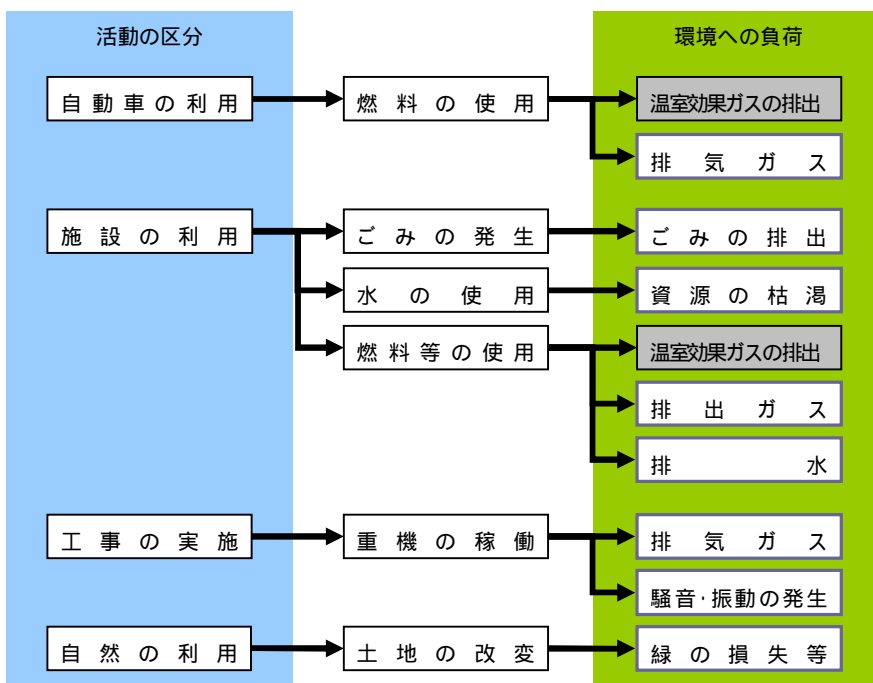 活動の区分
環境への負荷
自動車の利用
燃料の使用
温室効果ガスの排出
排気ガス
施設の利用
ごみの発生
ごみの排出
水の使用
資源の枯渇
燃料等の使用
温室効果ガスの排出
排出ガス
排水
工事の実施
重機の稼働
排気ガス
騒音·振動の発生
自然の利用
土地の改変
緑の損失等